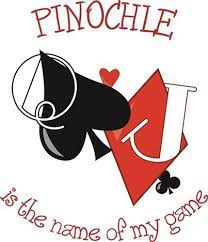 PINOCHLE
Q J
is the name of my game